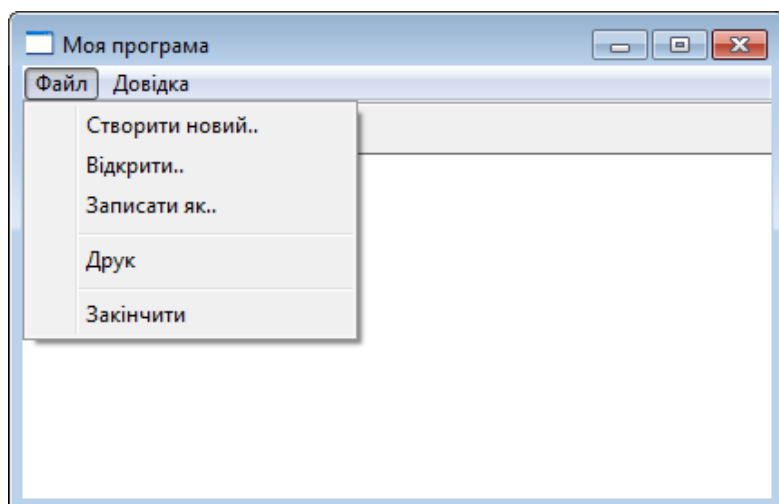 Моя програма
Файл Довідка
Створити новий..
Відкрити..
Записати як..
Друк
Закінчити